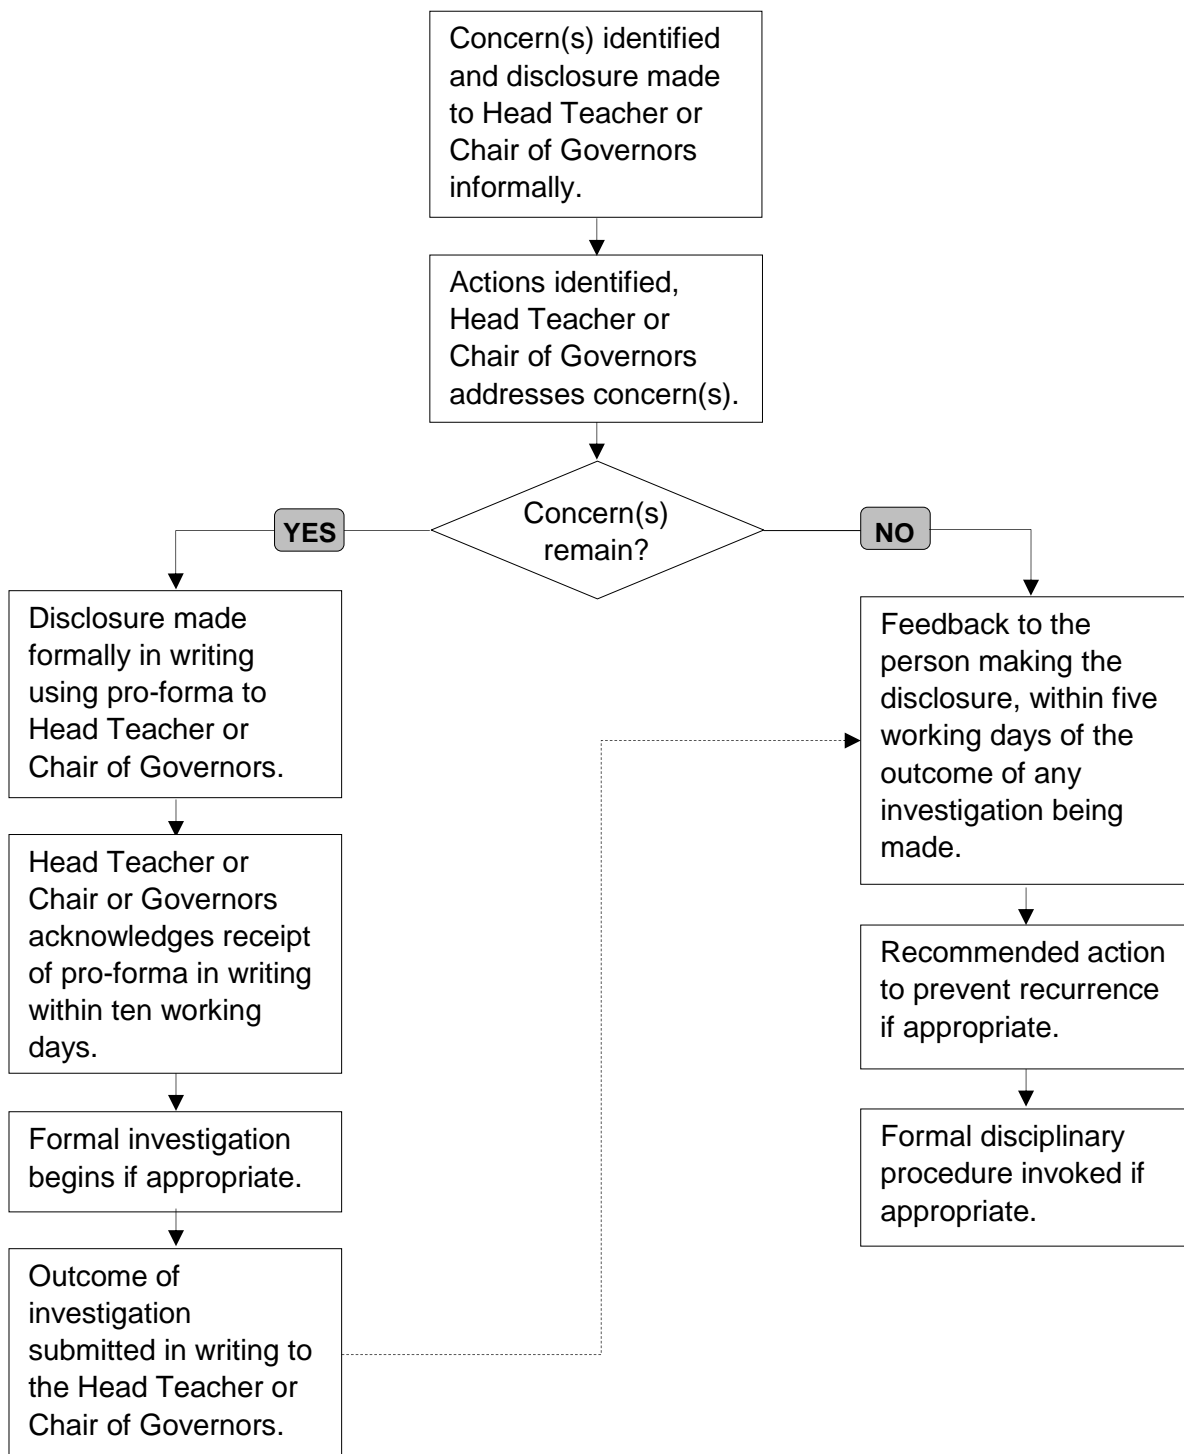 Concern(s) identified
and disclosure made
to Head Teacher or
Chair of Governors
informally.
Actions identified,
Head Teacher or
Chair of Governors
addresses concern(s).
Concern(s)
remain?
YES
NO
Disclosure made
formally in writing
using pro-forma to
Head Teacher or
Chair of Governors.
Head Teacher or
Chair or Governors
acknowledges receipt
of pro-forma in writing
within ten working
days.
Formal investigation
begins if appropriate.
Outcome of
investigation
submitted in writing to
the Head Teacher or
Chair of Governors.
Feedback to the
person making the
disclosure, within five
working days of the
outcome of any
investigation being
made.
Recommended action
to prevent recurrence
if appropriate.
Formal disciplinary
procedure invoked if
appropriate.